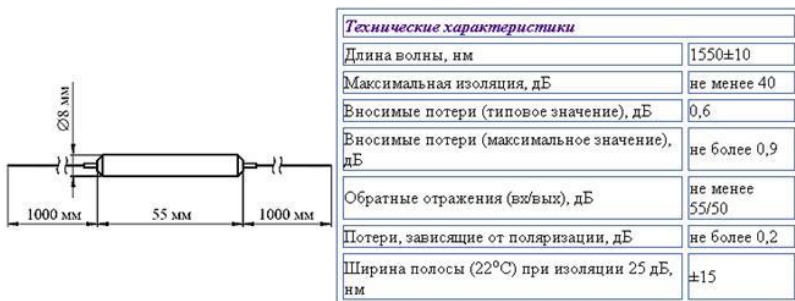 Ø8 мм
1000 мм
55 мм
1000 мм
Технические характеристики
Длина волны, нм
1550±10
Максимальная изоляция, дБ
не менее 40
Вносимые потери (типовое значение), дБ
0,6
Вносимые потери (максимальное значение),
дБ
не более 0,9
Обратные отражения (вх/вых), дБ
не менее
55/50
Потери, зависящие от поляризации, дБ
не более 0,2
Ширина полосы (22°C) при изоляции 25 дБ,
нм
±15